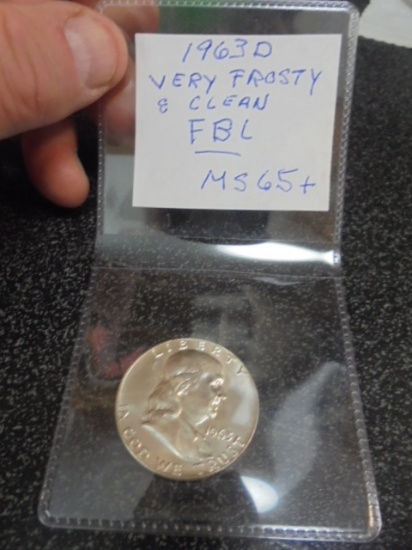 1963D
VERY FROSTY
& CLEAN
FBL
MS65+
LIBERTY
1963
IN GOD WE TRUST